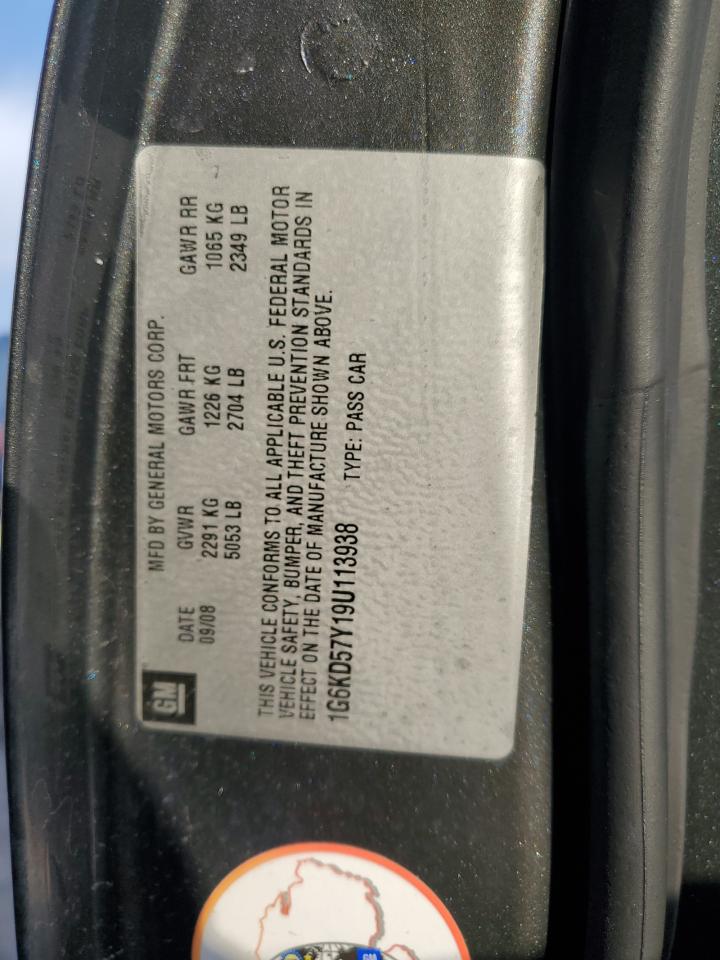 GM
MFD BY GENERAL MOTORS CORP.
DATE GVWR GAWR FRT GAWR RR
09/08 2291 KG 1226 KG 1065 KG
5053 LB 2704 LB 2349 LB
THIS VEHICLE CONFORMS TO ALL APPLICABLE U.S. FEDERAL MOTOR
VEHICLE SAFETY, BUMPER, AND THEFT PREVENTION STANDARDS IN
EFFECT ON THE DATE OF MANUFACTURE SHOWN ABOVE.
1G6KD57Y19U113938 TYPE: PASS CAR
GM